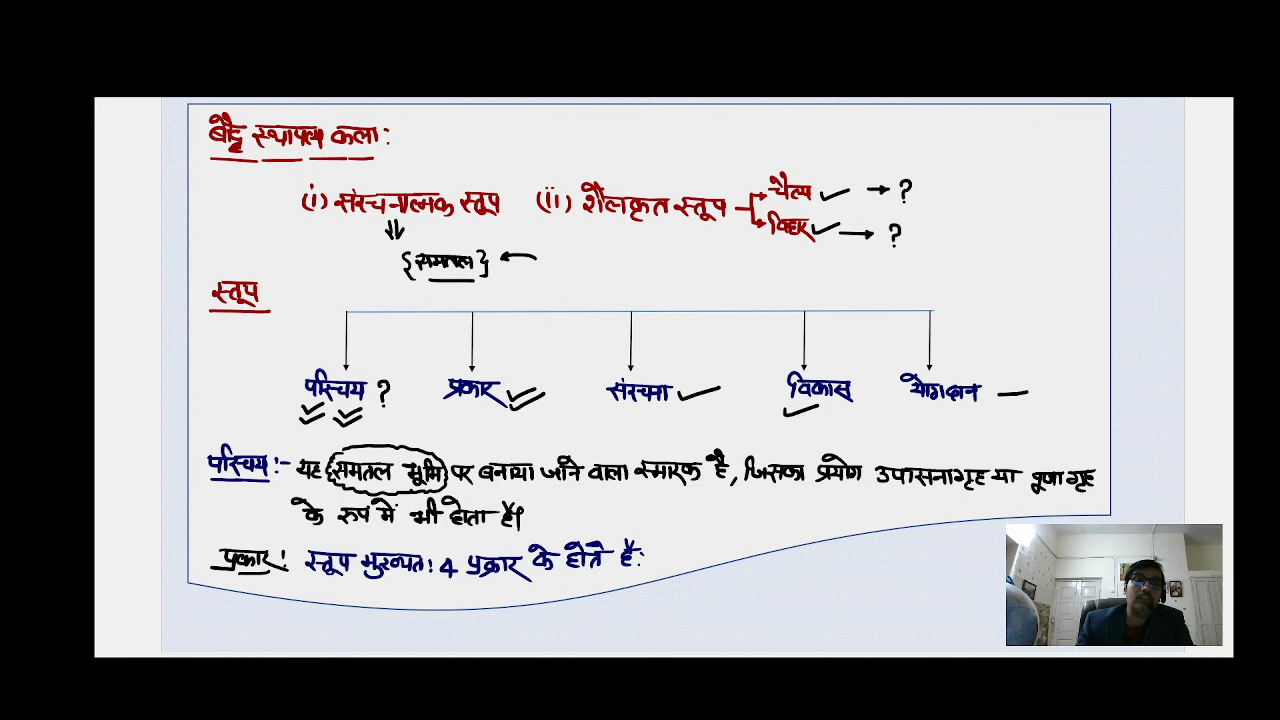 बौद्ध स्थापत्य कला:
(i) संरचनात्मक स्तूप (ii) शैलकृत स्तूप चैत्य → ?
विहार → ?
{समतल}
स्तूप
परिचय ? प्रकार संरचना विकास योगदान
परिचय :- यह समतल भूमि पर बनाया जाने वाला स्मारक है, जिसका प्रयोग उपासनागृह या पूजा गृह
के रूप में भी होता है।
प्रकार: स्तूप मुख्यत: 4 प्रकार के होते हैं: